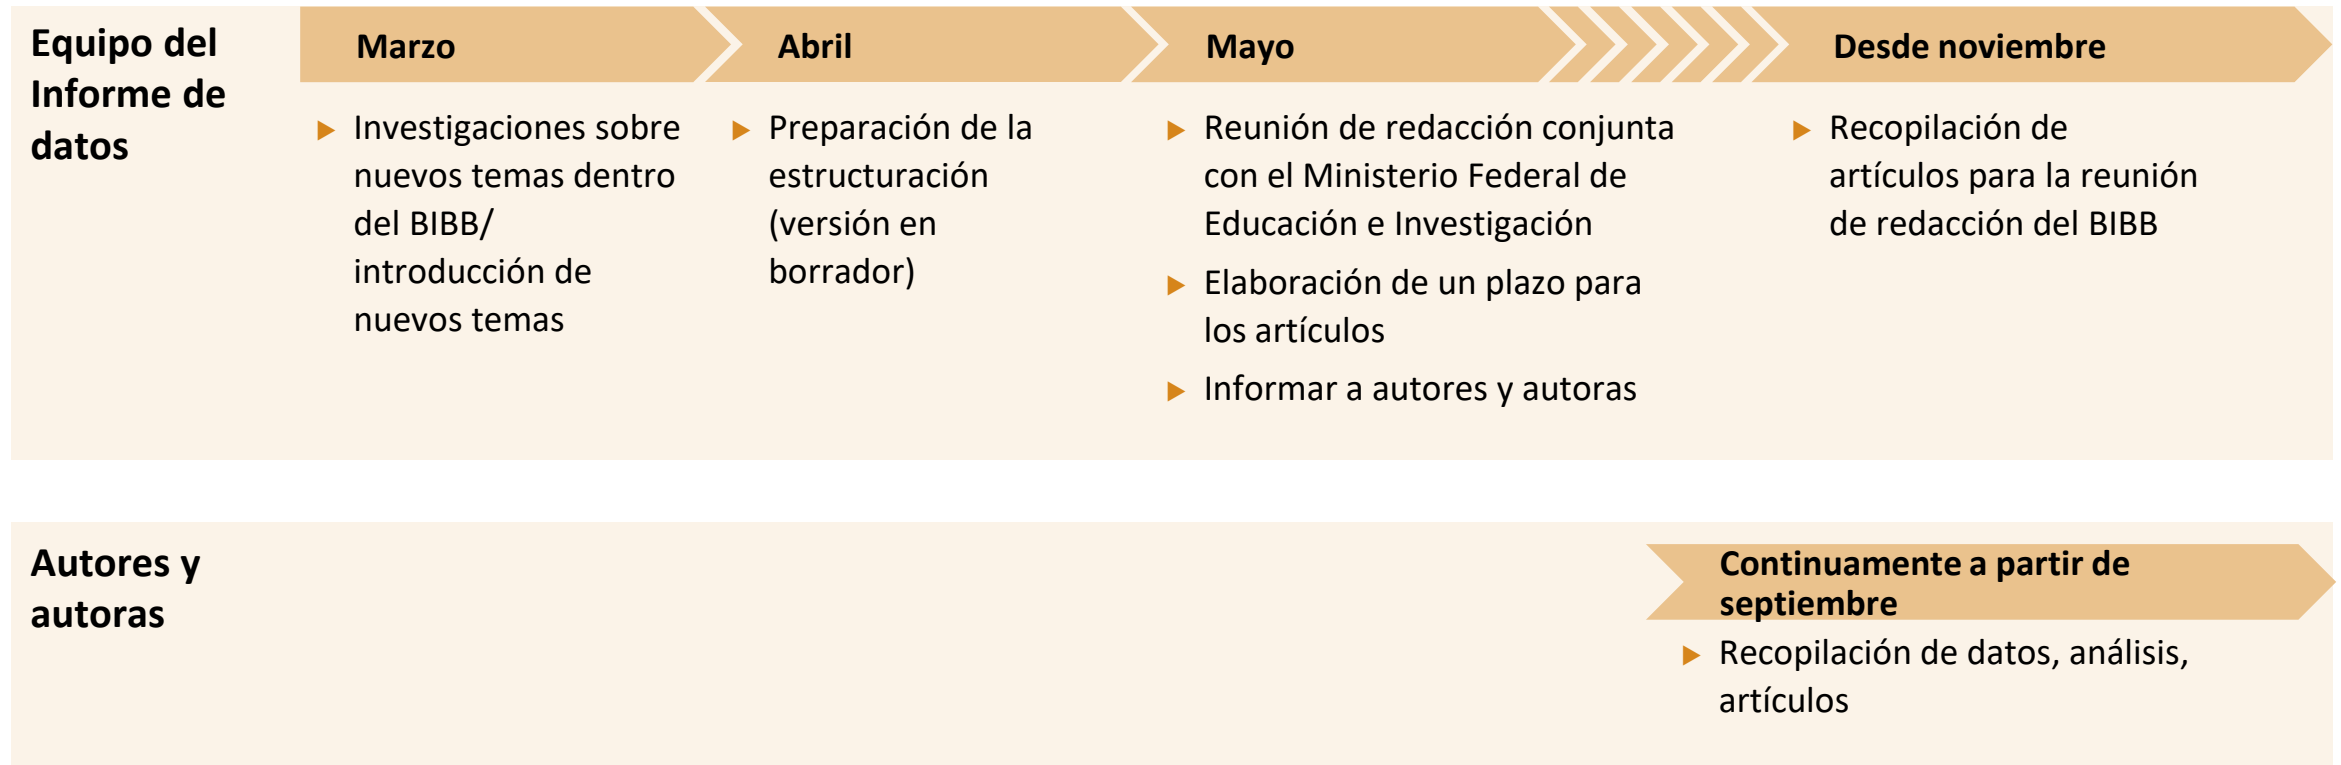 Equipo del
Informe de
datos
Marzo
Investigaciones sobre
nuevos temas dentro
del BIBB/
introducción de
nuevos temas
Abril
Preparación de la
estructuración
(versión en
borrador)
Mayo
Reunión de redacción conjunta
con el Ministerio Federal de
Educación e Investigación
Elaboración de un plazo para
los artículos
Informar a autores y autoras
Desde noviembre
Recopilación de
artículos para la reunión
de redacción del BIBB
Autores y
autoras
Continuamente a partir de
septiembre
Recopilación de datos, análisis,
artículos